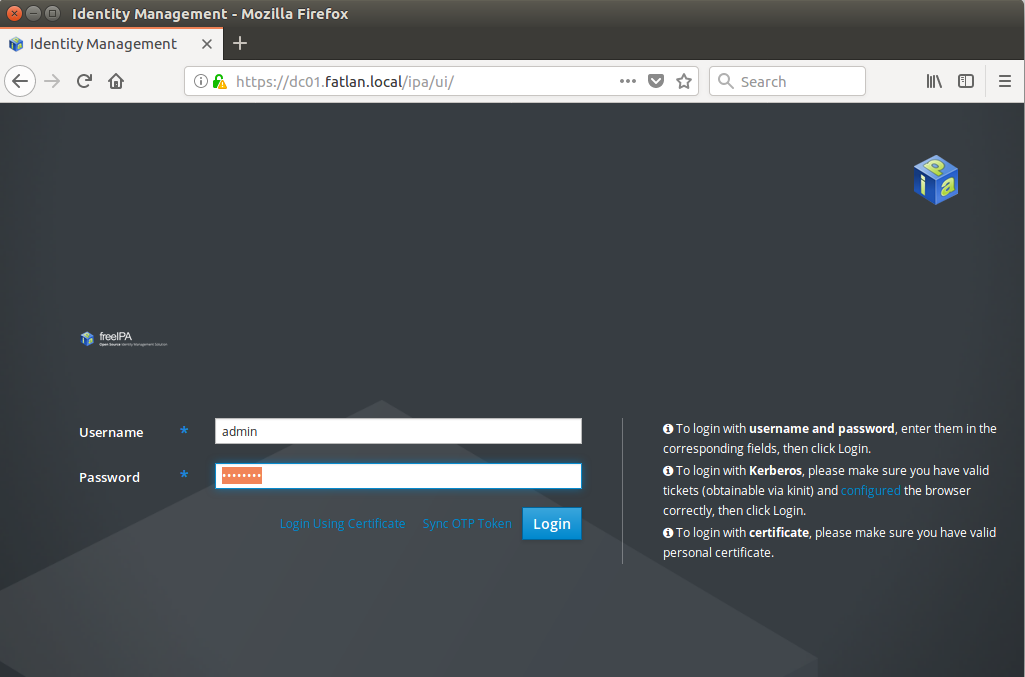 Identity Management - Mozilla Firefox
Identity Management
https://dc01.fatlan.local/ipa/ui/
Search
ipa
freeIPA
Open Source Identity Management Solution
Username *
admin
Password *
••••••••
Login Using Certificate Sync OTP Token Login
To login with username and password, enter them in the
corresponding fields, then click Login.
To login with Kerberos, please make sure you have valid
tickets (obtainable via kinit) and configured the browser
correctly, then click Login.
To login with certificate, please make sure you have valid
personal certificate.